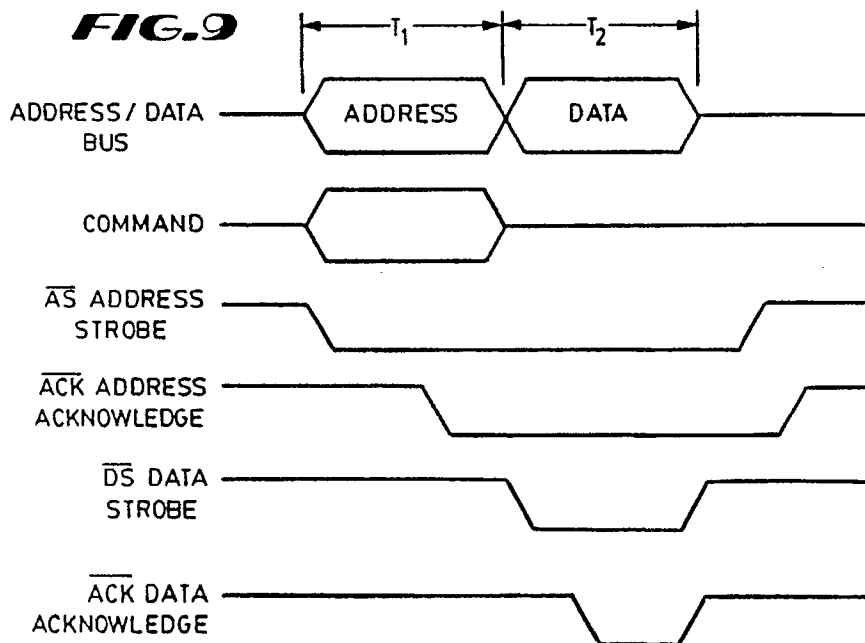 FIG.9
T1
T2
ADDRESS / DATA
BUS
ADDRESS
DATA
COMMAND
AS ADDRESS
STROBE
ACK ADDRESS
ACKNOWLEDGE
DS DATA
STROBE
ACK DATA
ACKNOWLEDGE